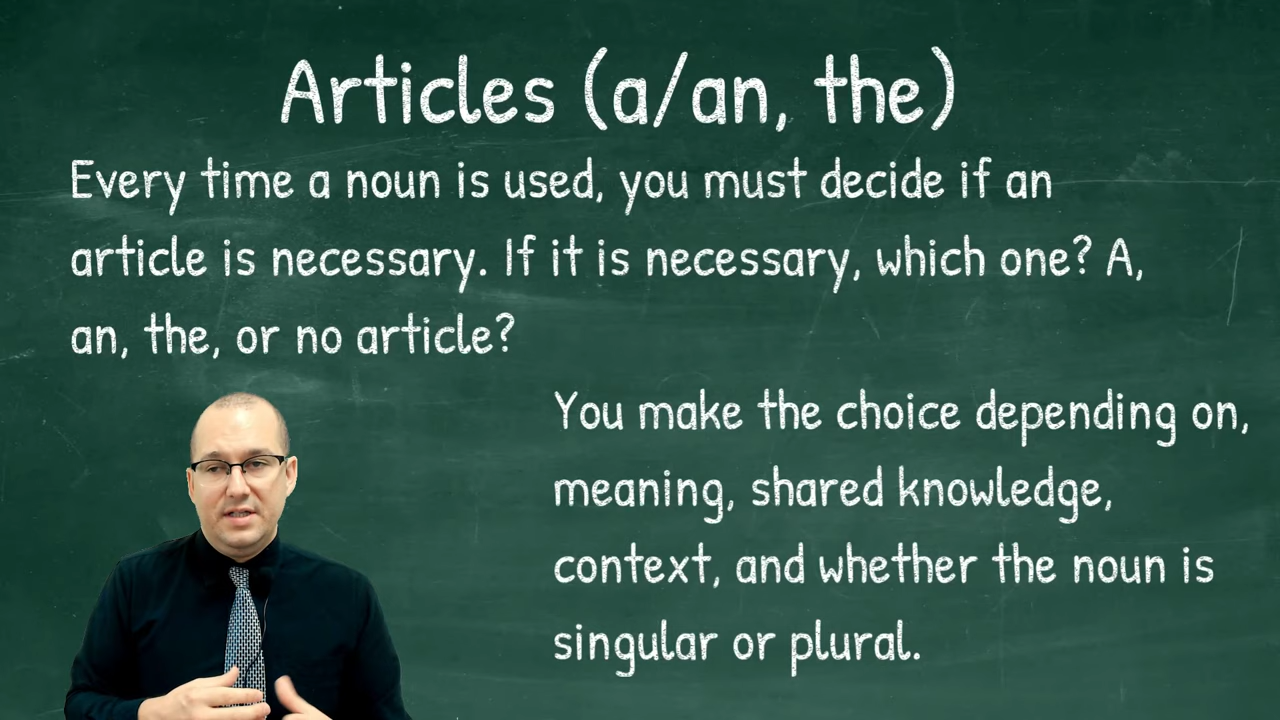 Articles (a/an, the)
Every time a noun is used, you must decide if an
article is necessary. If it is necessary, which one? A,
an, the, or no article?
You make the choice depending on,
meaning, shared knowledge,
context, and whether the noun is
singular or plural.